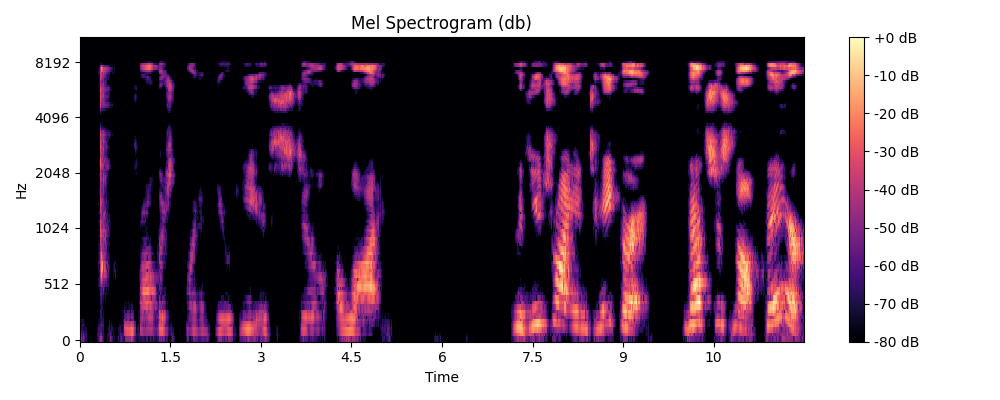 Mel Spectrogram (db)
Hz
8192
4096
2048
1024
512
0
0 1.5 3 4.5 6 7.5 9 10
Time
+0 dB
-10 dB
-20 dB
-30 dB
-40 dB
-50 dB
-60 dB
-70 dB
-80 dB